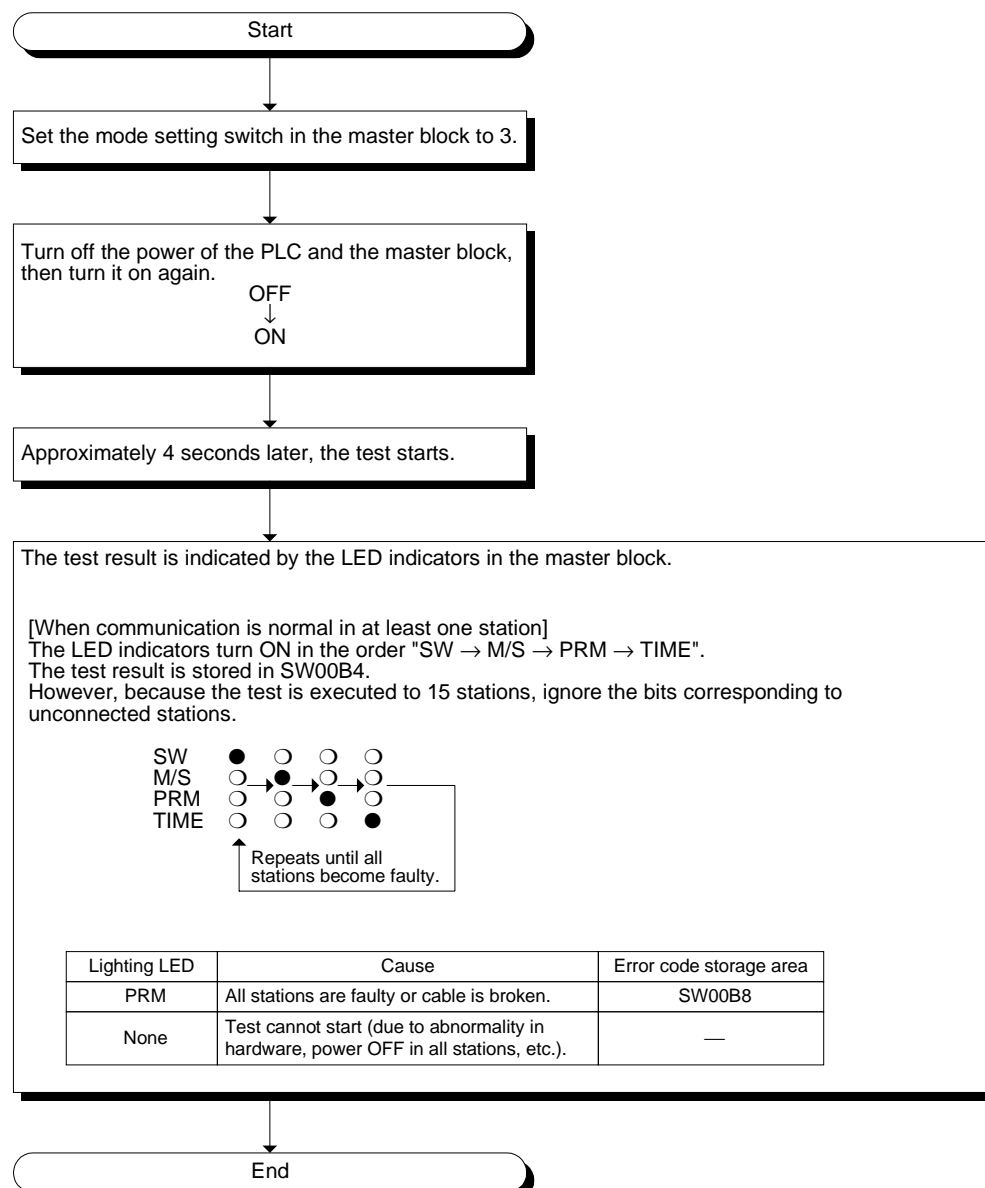 Start
Set the mode setting switch in the master block to 3.
Turn off the power of the PLC and the master block,
then turn it on again.
OFF
↓
ON
Approximately 4 seconds later, the test starts.
The test result is indicated by the LED indicators in the master block.
[When communication is normal in at least one station]
The LED indicators turn ON in the order "SW → M/S → PRM → TIME".
The test result is stored in SW00B4.
However, because the test is executed to 15 stations, ignore the bits corresponding to
unconnected stations.
SW
M/S
PRM
TIME
Repeats until all
stations become faulty.
Lighting LED Cause Error code storage area
PRM All stations are faulty or cable is broken. SW00B8
None Test cannot start (due to abnormality in
hardware, power OFF in all stations, etc.). —
End